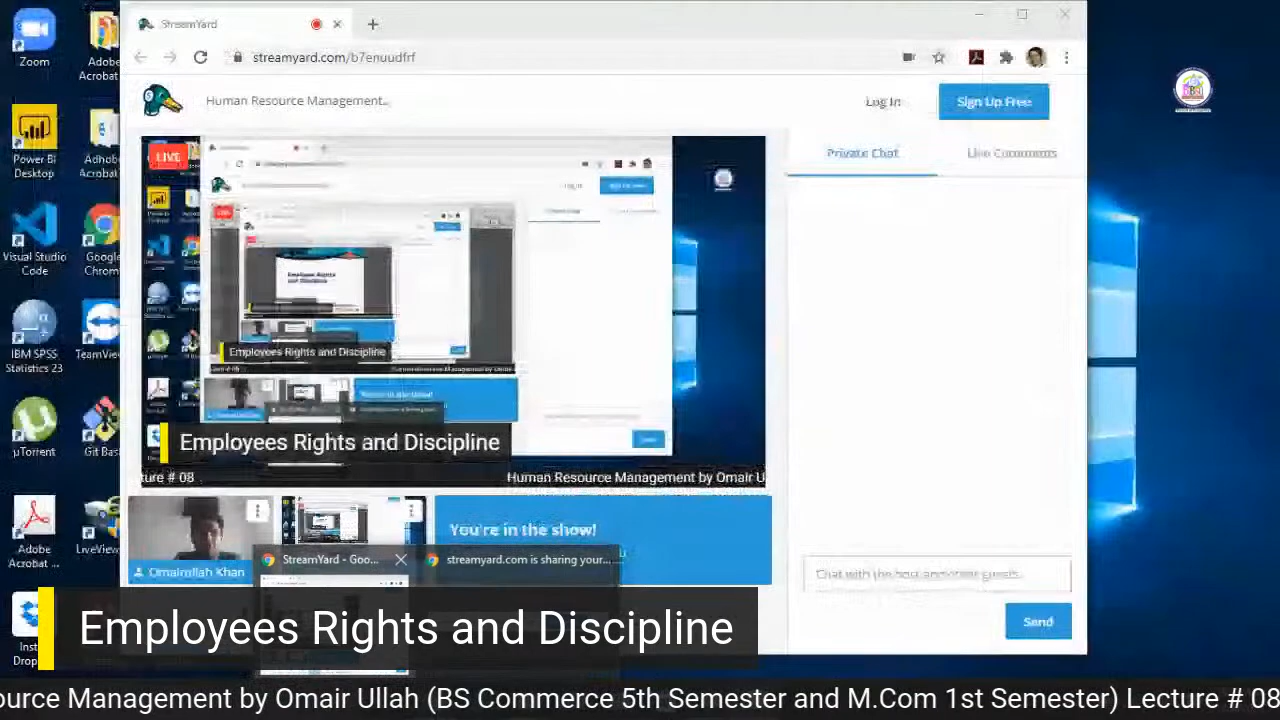 StreamYard
streamyard.com/b7enuudfrf
Human Resource Management...
Log In
Sign Up Free
Private Chat
Live Comments
LIVE
Zoom
Adobe
Acrobat
Power BI
Desktop
Visual Studio
Code
Google
Chrom
IBM SPSS
Statistics 23
TeamView
µTorrent
Git Bas
Adobe
Acrobat ...
LiveView
Employees Rights and Discipline
Employees Rights and Discipline
ture # 08
Human Resource Management by Omair U
You're in the show!
Omairullah Khan
StreamYard - Goo...
streamyard.com is sharing your...
Send
Employees Rights and Discipline
ource Management by Omair Ullah (BS Commerce 5th Semester and M.Com 1st Semester) Lecture # 08